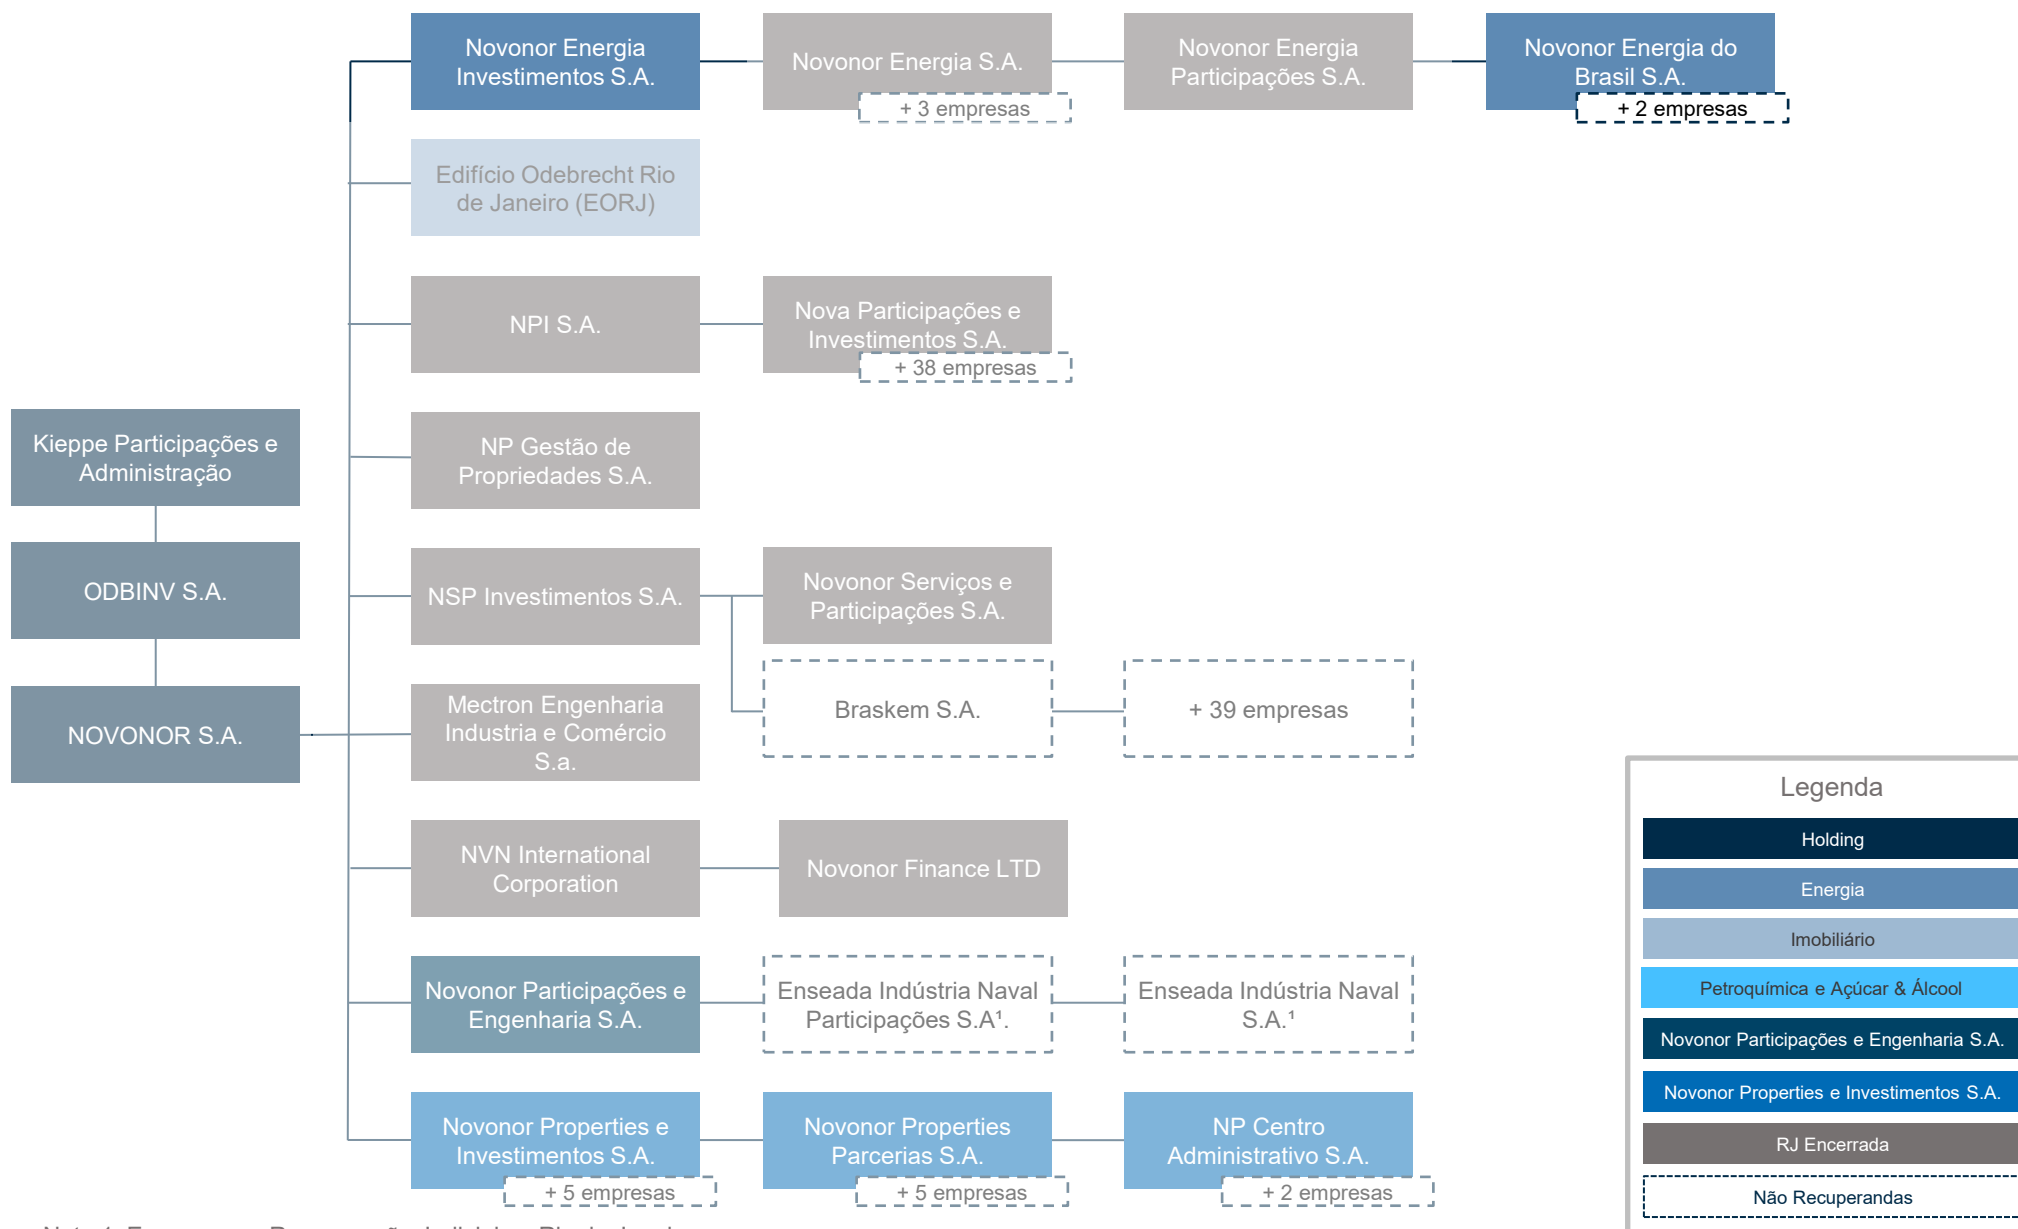 Novonor Energia
Investimentos S.A.
Novonor Energia S.A.
+ 3 empresas
Novonor Energia
Participações S.A.
Novonor Energia do
Brasil S.A.
+ 2 empresas
Edifício Odebrecht Rio
de Janeiro (EORJ)
NPI S.A.
Nova Participações e
Investimentos S.A.
+ 38 empresas
Kieppe Participações e
Administração
NP Gestão de
Propriedades S.A.
ODBINV S.A.
NSP Investimentos S.A.
Novonor Serviços e
Participações S.A.
Braskem S.A.
+ 39 empresas
NOVONOR S.A.
Mectron Engenharia
Industria e Comércio
S.a.
NVN International
Corporation
Novonor Finance LTD
Novonor Participações e
Engenharia S.A.
Enseada Indústria Naval
Participações S.A¹.
Enseada Indústria Naval
S.A.¹
Novonor Properties e
Investimentos S.A.
+ 5 empresas
Novonor Properties
Parcerias S.A.
+ 5 empresas
NP Centro
Administrativo S.A.
+ 2 empresas
Legenda
Holding
Energia
Imobiliário
Petroquímica e Açúcar & Álcool
Novonor Participações e Engenharia S.A.
Novonor Properties e Investimentos S.A.
RJ Encerrada
Não Recuperandas